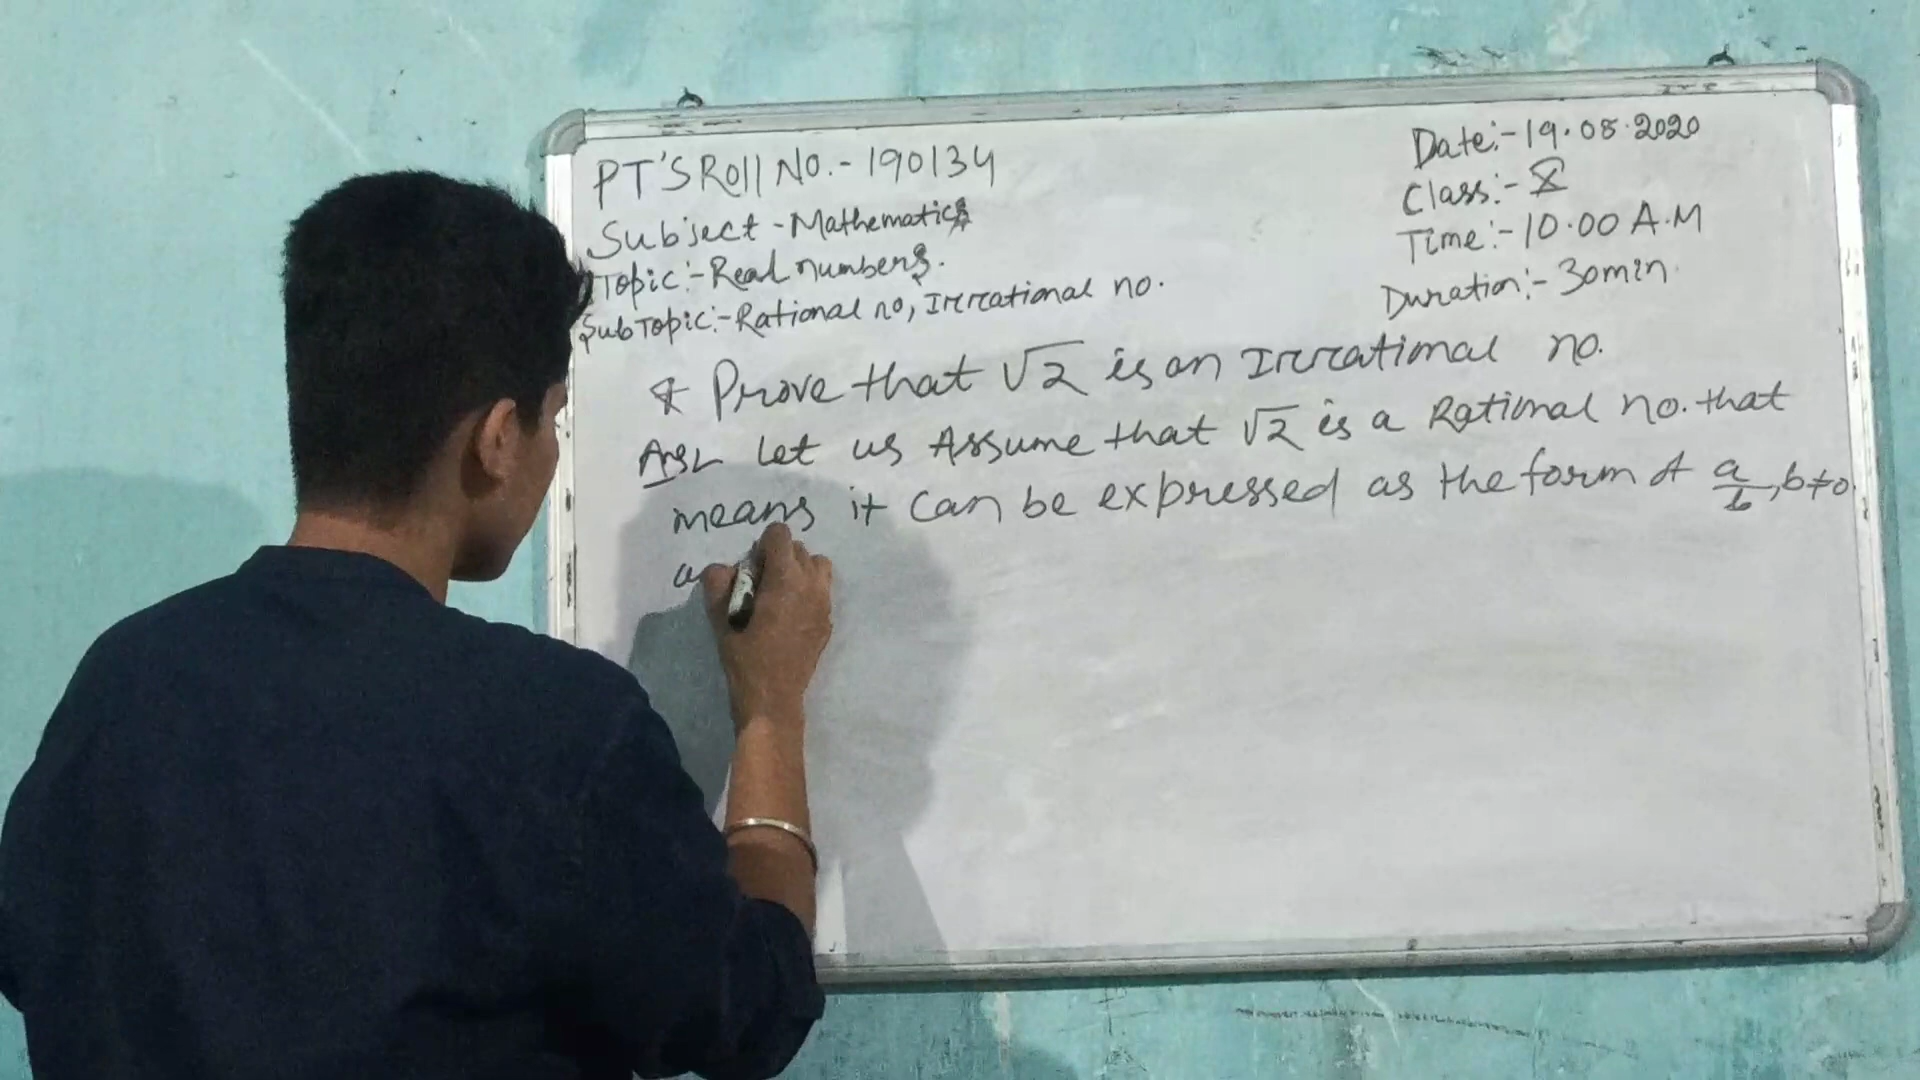 PT'S Roll No.- 190134
Subject - Mathematics
Topic:- Real numbers.
SubTopic:- Rational no, Irrational no.
Date:- 19.08.2020
Class:- X
Time:- 10.00 A.M
Duration:- 30min
* Prove that √2 is an Irrational no.
Ans: Let us Assume that √2 is a Rational no. that
means it can be expressed as the form of a/b, b≠0
a